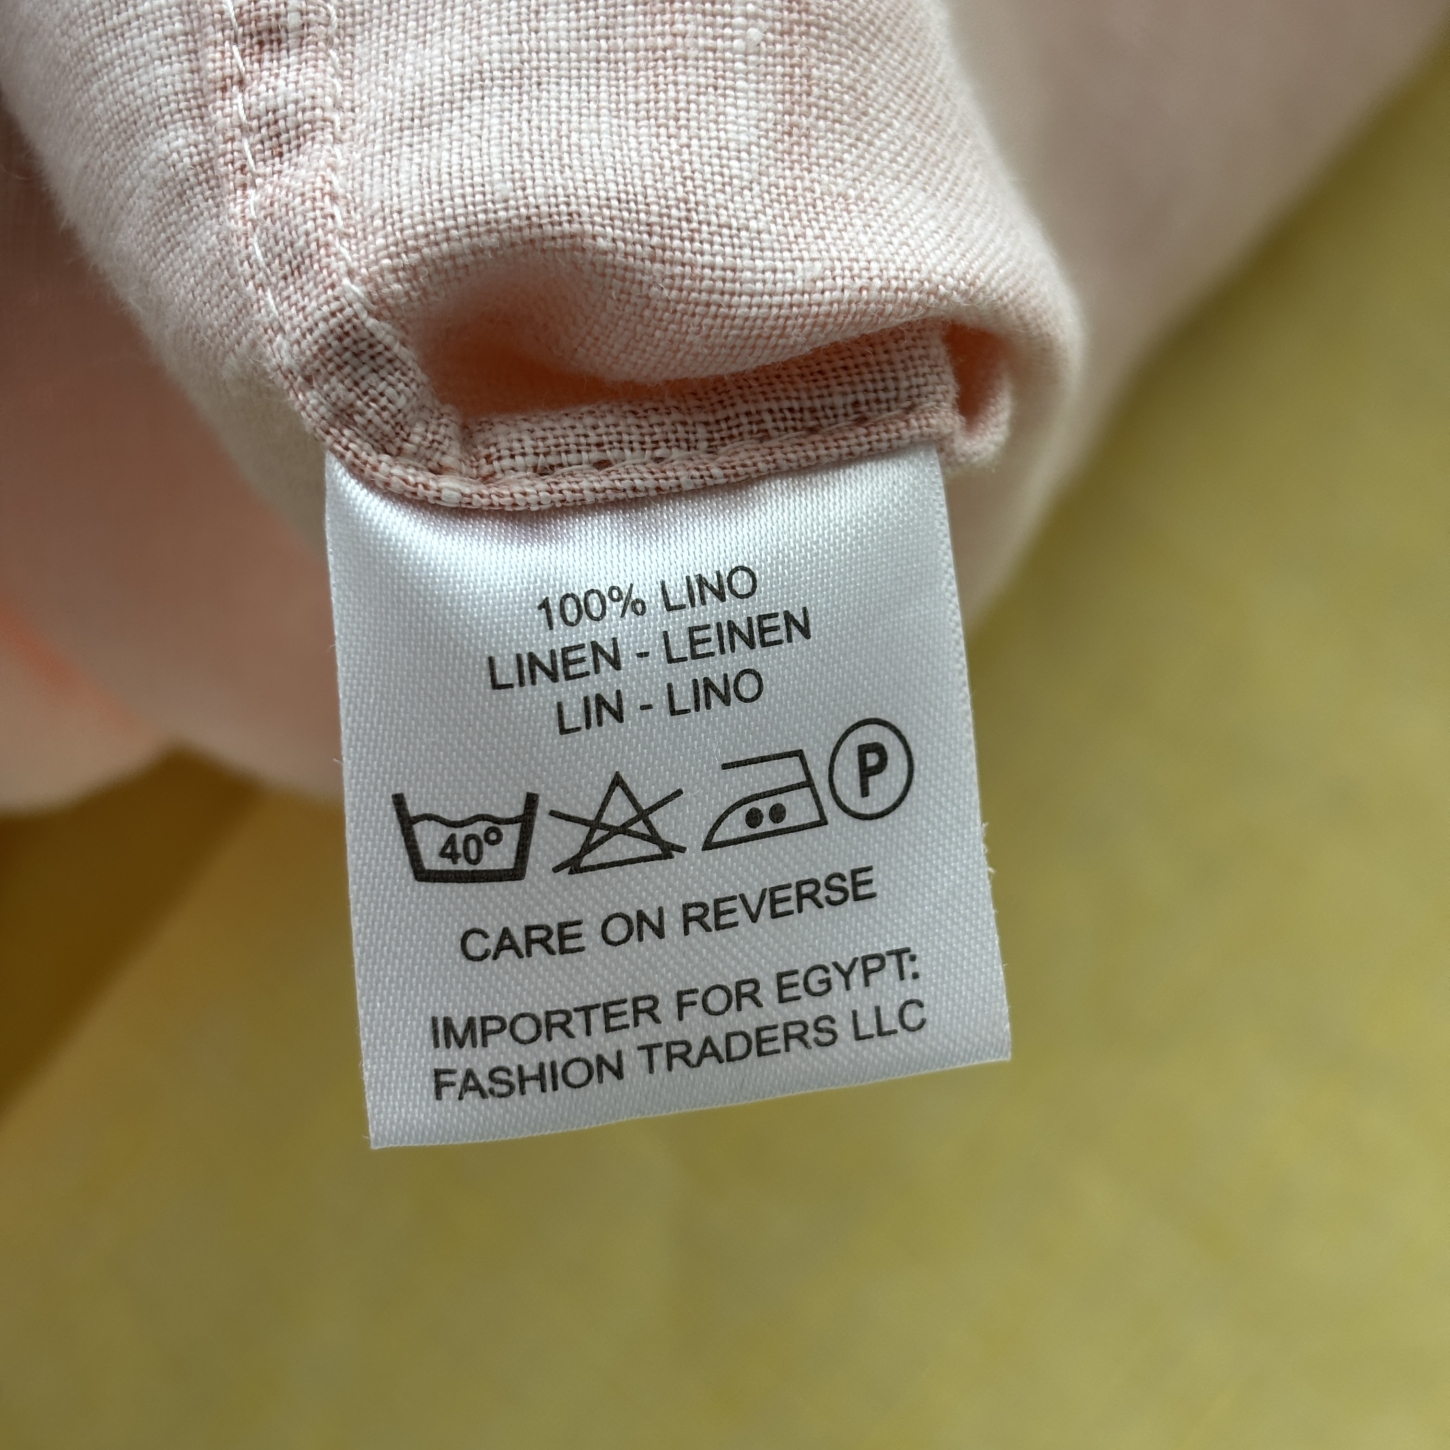 100% LINO
LINEN - LEINEN
LIN - LINO
40° P
CARE ON REVERSE
IMPORTER FOR EGYPT:
FASHION TRADERS LLC